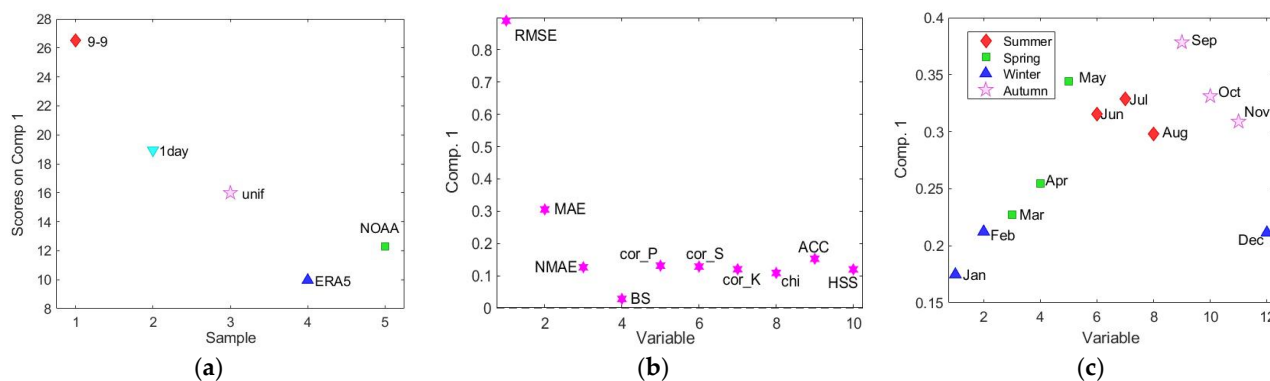 28
26
24
22
20
18
16
14
12
10
8
Scores on Comp 1
9-9
1day
unif
NOAA
ERA5
1
2
3
4
5
Sample
(a)
0.8
0.7
0.6
0.5
0.4
0.3
0.2
0.1
0
Comp. 1
RMSE
MAE
NMAE
BS
cor_P
cor_S
cor_K
chi
ACC
HSS
2
4
6
8
10
Variable
(b)
0.4
0.35
0.3
0.25
0.2
0.15
Comp. 1
Summer
Spring
Winter
Autumn
Sep
May
Jul
Oct
Jun
Nov
Aug
Apr
Mar
Feb
Dec
Jan
2
4
6
8
10
12
Variable
(c)